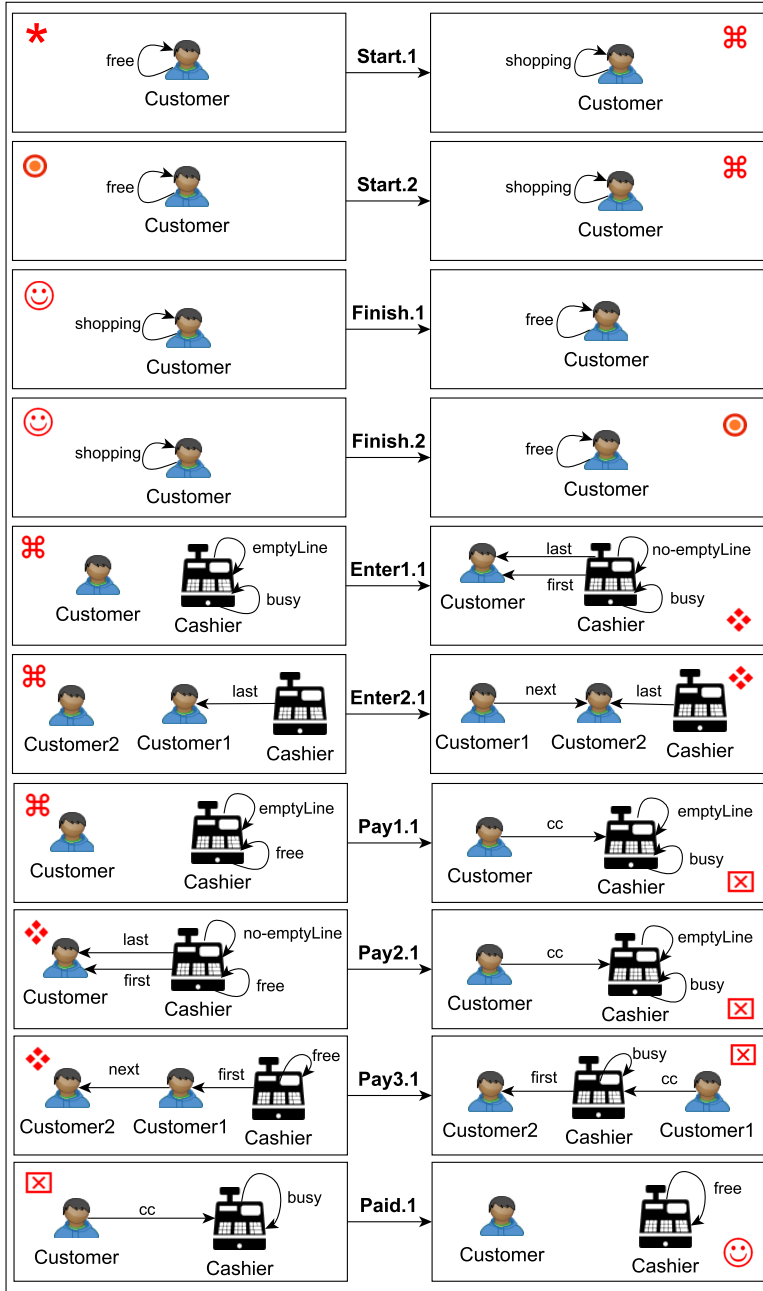 free Customer Start.1 shopping Customer
free Customer Start.2 shopping Customer
shopping Customer Finish.1 free Customer
shopping Customer Finish.2 free Customer
Customer emptyLine busy Cashier Enter1.1 last first Customer no-emptyLine busy Cashier
Customer2 Customer1 last Cashier Enter2.1 next Customer1 Customer2 last Cashier
Customer emptyLine free Cashier Pay1.1 Customer cc emptyLine busy Cashier
last first Customer no-emptyLine free Cashier Pay2.1 Customer cc emptyLine busy Cashier
next first free Customer2 Customer1 Cashier Pay3.1 first busy cc Customer2 Cashier Customer1
Customer cc busy Cashier Paid.1 Customer free Cashier